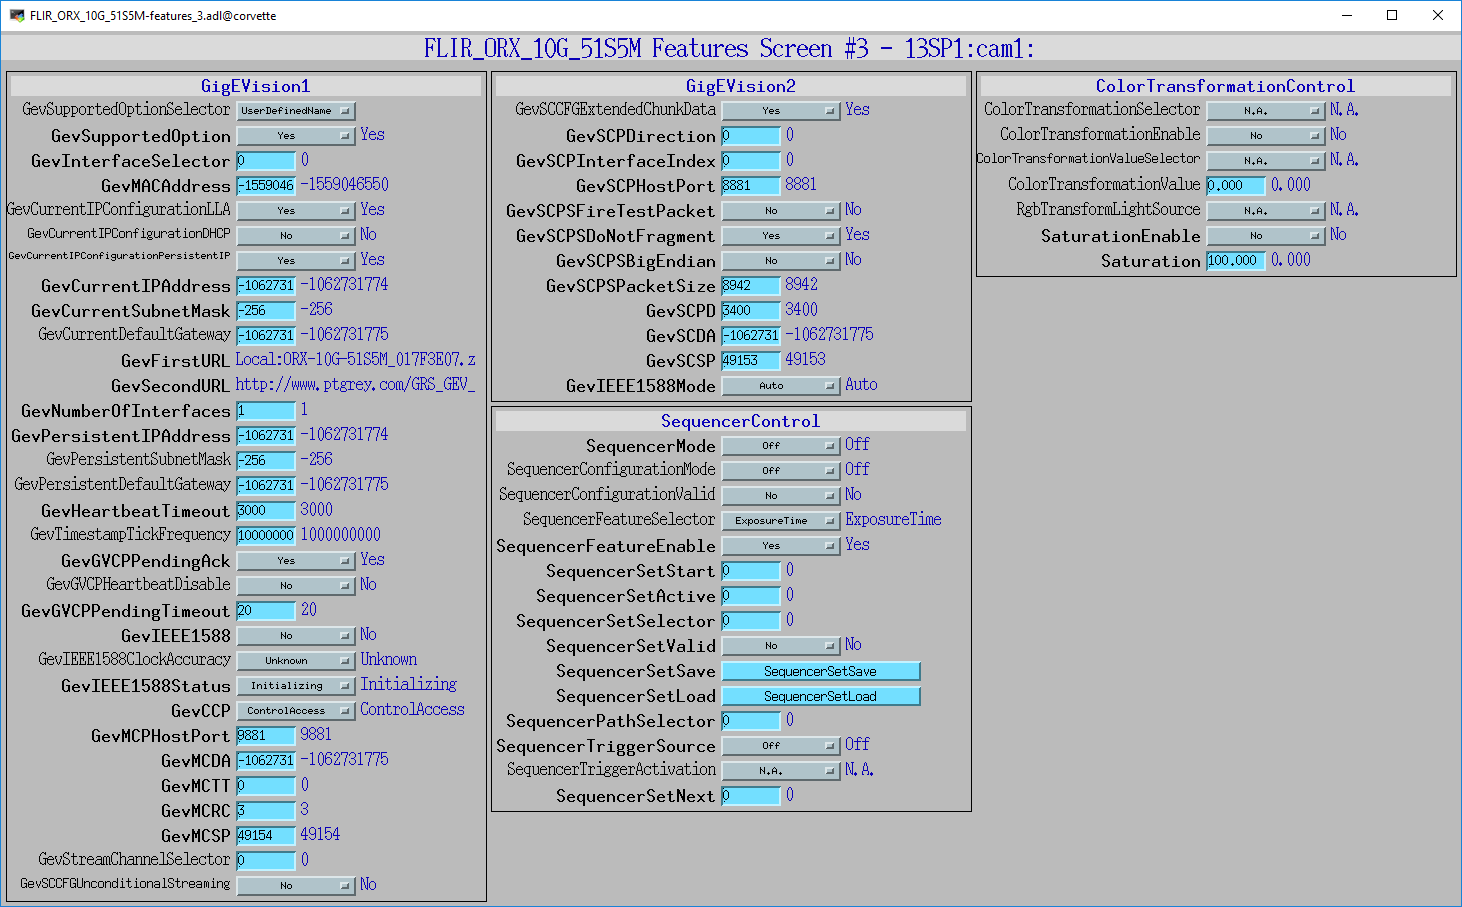 FLIR_ORX_10G_51S5M-features_3.adl@corvette
FLIR_ORX_10G_51S5M Features Screen #3 - 13SP1:cam1:
GigEVision1
GevSupportedOptionSelector UserDefinedName
GevSupportedOption Yes Yes
GevInterfaceSelector 0 0
GevMACAddress -1559046 -1559046550
GevCurrentIPConfigurationLLA Yes Yes
GevCurrentIPConfigurationDHCP No No
GevCurrentIPConfigurationPersistentIP Yes Yes
GevCurrentIPAddress -1062731 -1062731774
GevCurrentSubnetMask -256 -256
GevCurrentDefaultGateway -1062731 -1062731775
GevFirstURL Local:ORX-10G-51S5M_017F3E07.z
GevSecondURL http://www.ptgrey.com/GRS_GEV_
GevNumberOfInterfaces 1 1
GevPersistentIPAddress -1062731 -1062731774
GevPersistentSubnetMask -256 -256
GevPersistentDefaultGateway -1062731 -1062731775
GevHeartbeatTimeout 3000 3000
GevTimestampTickFrequency 10000000 1000000000
GevGVCPPendingAck Yes Yes
GevGVCPHeartbeatDisable No No
GevGVCPPendingTimeout 20 20
GevIEEE1588 No No
GevIEEE1588ClockAccuracy Unknown Unknown
GevIEEE1588Status Initializing Initializing
GevCCP ControlAccess ControlAccess
GevMCPHostPort 9881 9881
GevMCDA -1062731 -1062731775
GevMCTT 0 0
GevMCRC 3 3
GevMCSP 49154 49154
GevStreamChannelSelector 0 0
GevSCCFGUnconditionalStreaming No No
GigEVision2
GevSCCFGExtendedChunkData Yes Yes
GevSCPDirection 0 0
GevSCPInterfaceIndex 0 0
GevSCPHostPort 8881 8881
GevSCPSFireTestPacket No No
GevSCPSDoNotFragment Yes Yes
GevSCPSBigEndian No No
GevSCPSPacketSize 8942 8942
GevSCPD 3400 3400
GevSCDA -1062731 -1062731775
GevSCSP 49153 49153
GevIEEE1588Mode Auto Auto
SequencerControl
SequencerMode Off Off
SequencerConfigurationMode Off Off
SequencerConfigurationValid No No
SequencerFeatureSelector ExposureTime ExposureTime
SequencerFeatureEnable Yes Yes
SequencerSetStart 0 0
SequencerSetActive 0 0
SequencerSetSelector 0 0
SequencerSetValid No No
SequencerSetSave SequencerSetSave
SequencerSetLoad SequencerSetLoad
SequencerPathSelector 0 0
SequencerTriggerSource Off Off
SequencerTriggerActivation N.A. N.A.
SequencerSetNext 0 0
ColorTransformationControl
ColorTransformationSelector N.A. N.A.
ColorTransformationEnable No No
ColorTransformationValueSelector N.A. N.A.
ColorTransformationValue 0.000 0.000
RgbTransformLightSource N.A. N.A.
SaturationEnable No No
Saturation 100.000 0.000